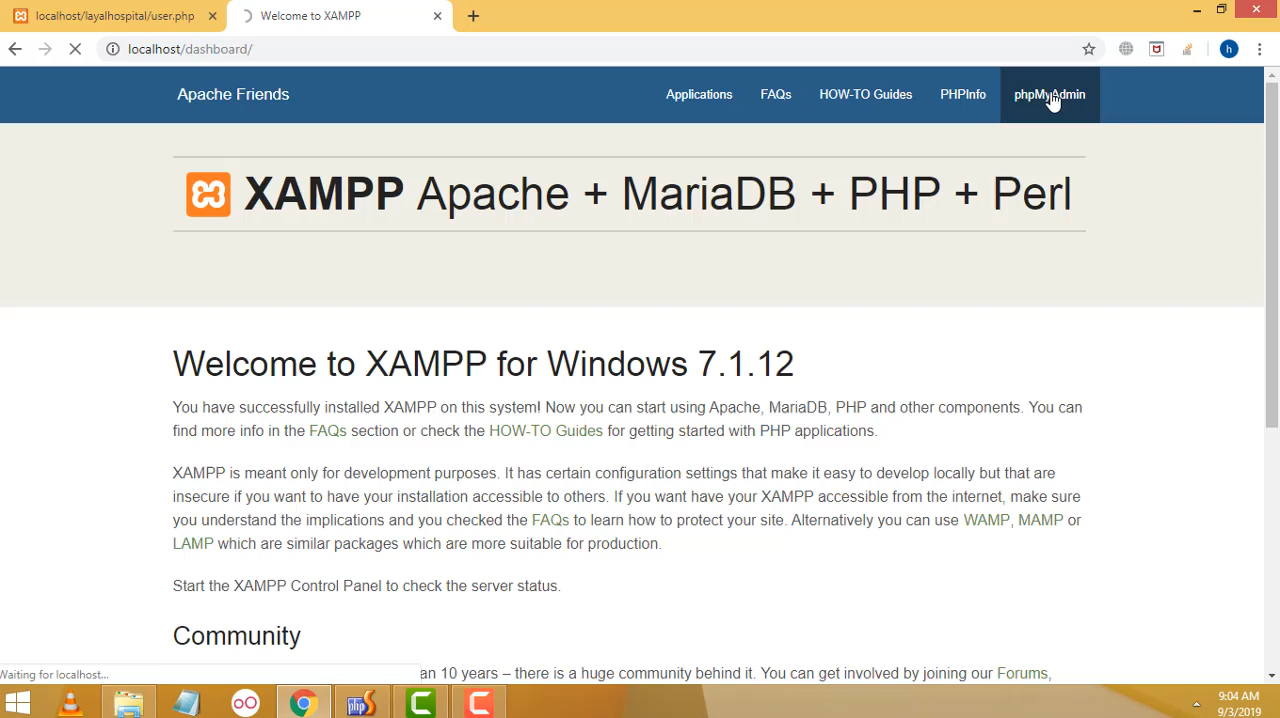 localhost/layalhospital/user.php
Welcome to XAMPP
localhost/dashboard/
h
Apache Friends
Applications
FAQs
HOW-TO Guides
PHPInfo
phpMyAdmin
XAMPP Apache + MariaDB + PHP + Perl
Welcome to XAMPP for Windows 7.1.12
You have successfully installed XAMPP on this system! Now you can start using Apache, MariaDB, PHP and other components. You can
find more info in the FAQs section or check the HOW-TO Guides for getting started with PHP applications.
XAMPP is meant only for development purposes. It has certain configuration settings that make it easy to develop locally but that are
insecure if you want to have your installation accessible to others. If you want have your XAMPP accessible from the internet, make sure
you understand the implications and you checked the FAQs to learn how to protect your site. Alternatively you can use WAMP, MAMP or
LAMP which are similar packages which are more suitable for production.
Start the XAMPP Control Panel to check the server status.
Community
an 10 years – there is a huge community behind it. You can get involved by joining our Forums,
Waiting for localhost...
php
9:04 AM
9/3/2019